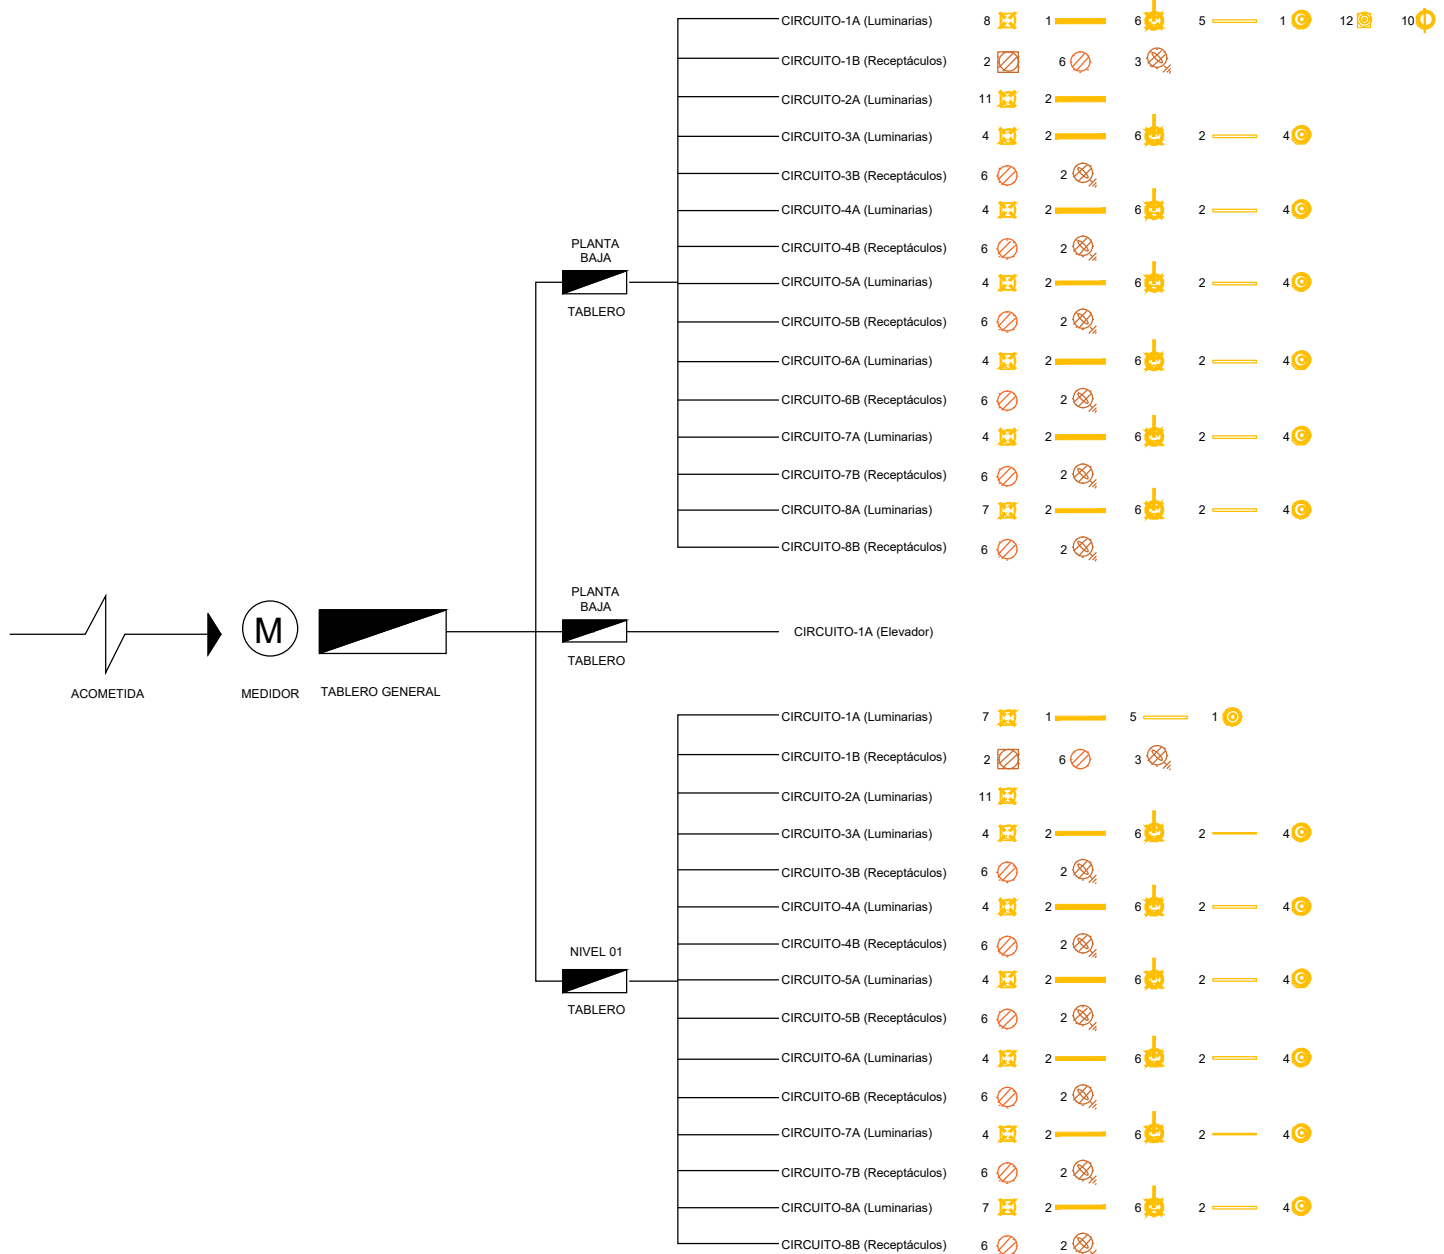 CIRCUITO-1A (Luminarias) 8 1 6 5 1 12 10
CIRCUITO-1B (Receptáculos) 2 6 3
CIRCUITO-2A (Luminarias) 11 2
CIRCUITO-3A (Luminarias) 4 2 6 2 4
CIRCUITO-3B (Receptáculos) 6 2
CIRCUITO-4A (Luminarias) 4 2 6 2 4
CIRCUITO-4B (Receptáculos) 6 2
PLANTA
BAJA
CIRCUITO-5A (Luminarias) 4 2 6 2 4
TABLERO
CIRCUITO-5B (Receptáculos) 6 2
CIRCUITO-6A (Luminarias) 4 2 6 2 4
CIRCUITO-6B (Receptáculos) 6 2
CIRCUITO-7A (Luminarias) 4 2 6 2 4
CIRCUITO-7B (Receptáculos) 6 2
CIRCUITO-8A (Luminarias) 7 2 6 2 4
CIRCUITO-8B (Receptáculos) 6 2
PLANTA
BAJA
M
CIRCUITO-1A (Elevador)
TABLERO
ACOMETIDA
MEDIDOR
TABLERO GENERAL
CIRCUITO-1A (Luminarias) 7 1 5 1
CIRCUITO-1B (Receptáculos) 2 6 3
CIRCUITO-2A (Luminarias) 11
CIRCUITO-3A (Luminarias) 4 2 6 2 4
CIRCUITO-3B (Receptáculos) 6 2
CIRCUITO-4A (Luminarias) 4 2 6 2 4
CIRCUITO-4B (Receptáculos) 6 2
NIVEL 01
CIRCUITO-5A (Luminarias) 4 2 6 2 4
TABLERO
CIRCUITO-5B (Receptáculos) 6 2
CIRCUITO-6A (Luminarias) 4 2 6 2 4
CIRCUITO-6B (Receptáculos) 6 2
CIRCUITO-7A (Luminarias) 4 2 6 2 4
CIRCUITO-7B (Receptáculos) 6 2
CIRCUITO-8A (Luminarias) 7 2 6 2 4
CIRCUITO-8B (Receptáculos) 6 2